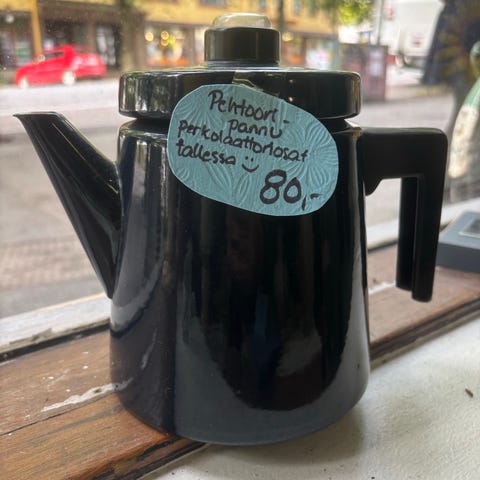 Pehtoori-
pannu
perkolaattoriosat
tallessa
80,-